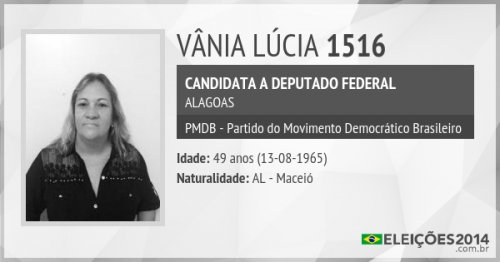 VÂNIA LÚCIA 1516
CANDIDATA A DEPUTADO FEDERAL
ALAGOAS
PMDB - Partido do Movimento Democrático Brasileiro
Idade: 49 anos (13-08-1965)
Naturalidade: AL - Maceió
ELEIÇÕES2014
.com.br